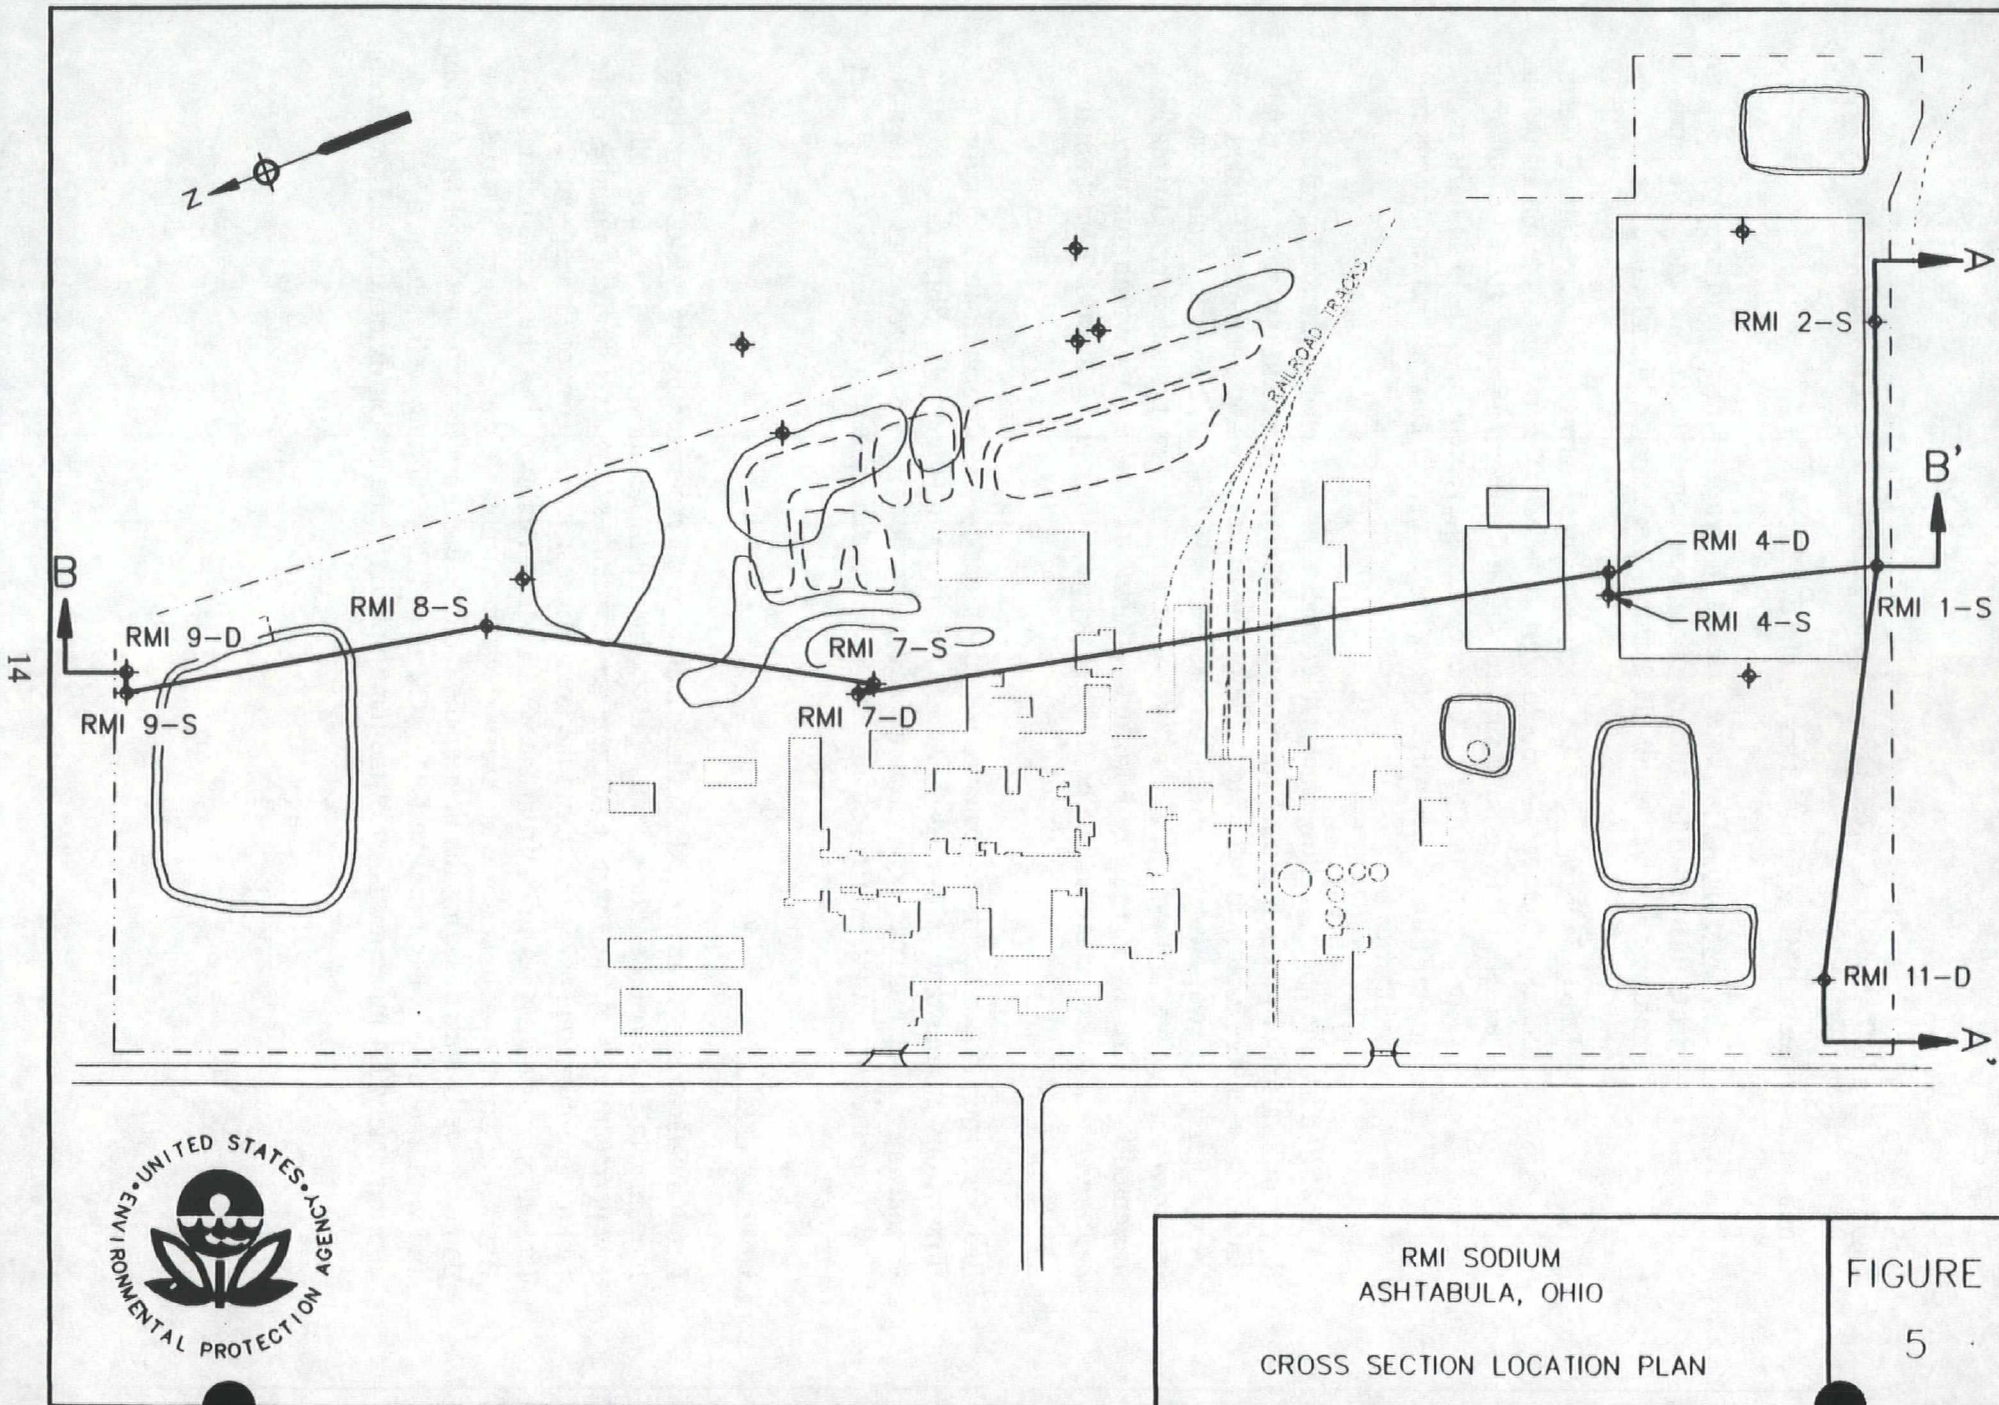 Z
RAILROAD TRACKS
A
RMI 2-S
B'
RMI 4-D
RMI 4-S
RMI 1-S
B
RMI 9-D
RMI 8-S
RMI 7-S
RMI 9-S
RMI 7-D
RMI 11-D
A'
14
UNITED STATES
ENVIRONMENTAL PROTECTION AGENCY
RMI SODIUM
ASHTABULA, OHIO
CROSS SECTION LOCATION PLAN
FIGURE
5